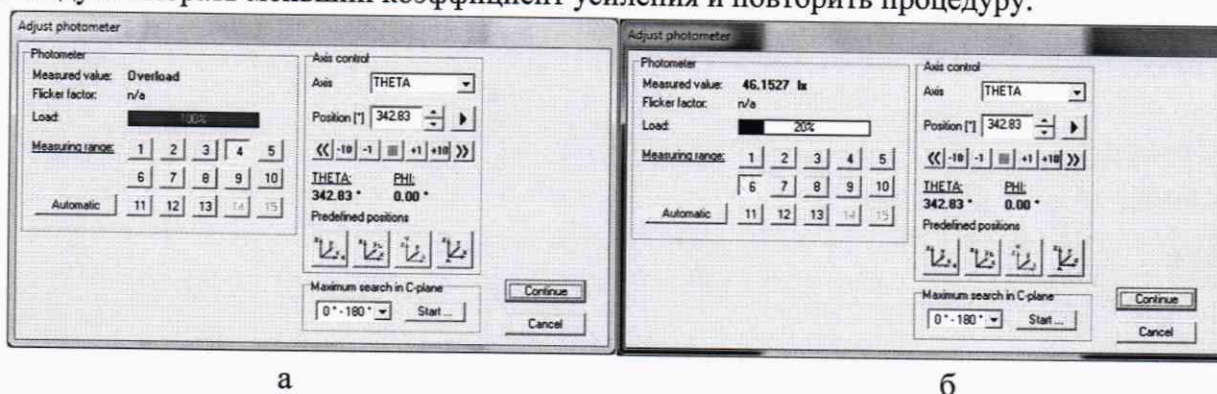 меньший коэффициент усиления и повторить процедуру.
Adjust photometer
Photometer
Measured value: Overload
Flicker factor: n/a
Load: 100%
Measuring range: 1 2 3 4 5
6 7 8 9 10
Automatic 11 12 13 14 15
Axis control
Axis THETA
Position [°] 342.83
-10 -1 +1 +10
THETA: PHI:
342.83 ° 0.00 °
Predefined positions
Maximum search in C-plane
0 ° - 180 ° Start ...
Continue
Cancel
Adjust photometer
Photometer
Measured value: 46.1527 lx
Flicker factor: n/a
Load: 20%
Measuring range: 1 2 3 4 5
6 7 8 9 10
Automatic 11 12 13 14 15
Axis control
Axis THETA
Position [°] 342.83
-10 -1 +1 +10
THETA: PHI:
342.83 ° 0.00 °
Predefined positions
Maximum search in C-plane
0 ° - 180 ° Start ...
Continue
Cancel
а
б